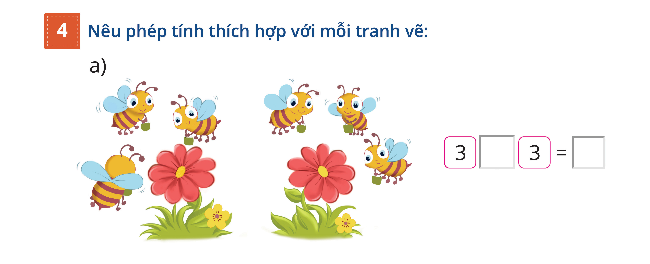 4 Nêu phép tính thích hợp với mỗi tranh vẽ:
a)
3 3 =